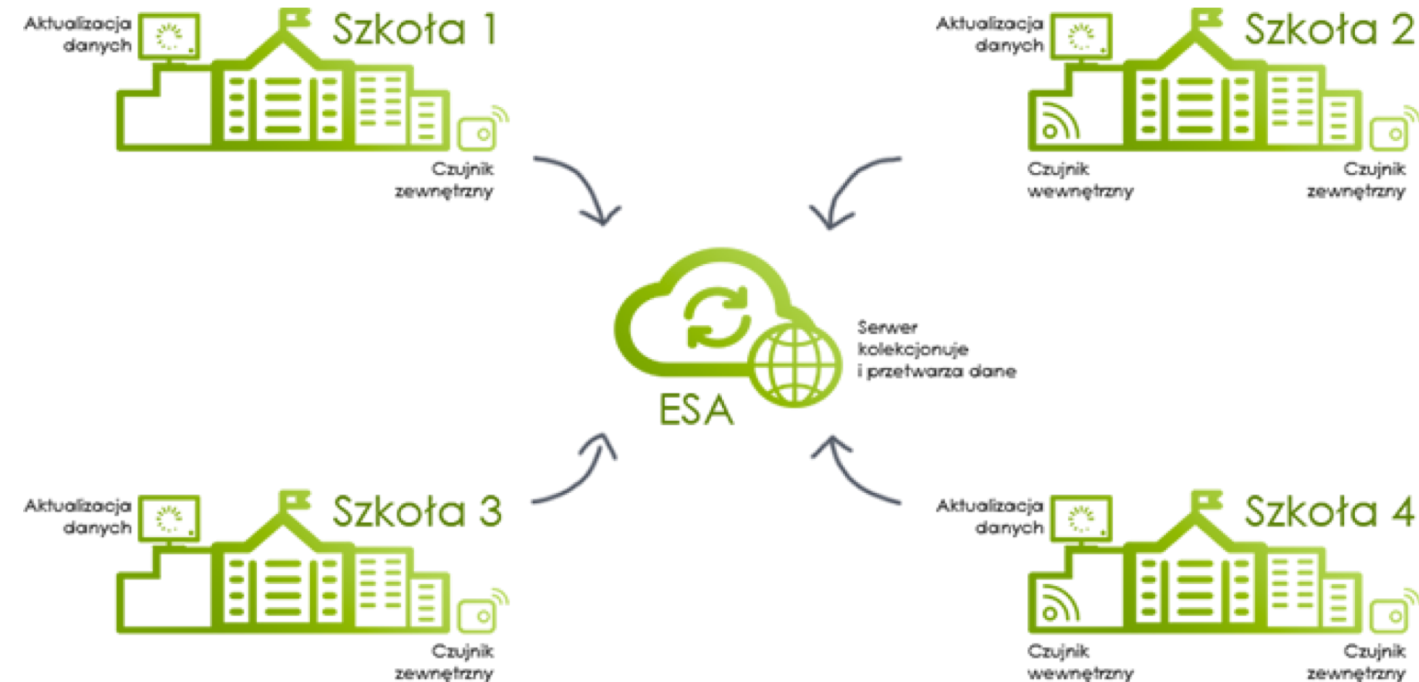 Aktualizacja
danych
Szkoła 1
Czujnik
zewnętrzny
Aktualizacja
danych
Szkoła 2
Czujnik
wewnętrzny
Czujnik
zewnętrzny
Serwer
kolekcjonuje
i przetwarza dane
ESA
Aktualizacja
danych
Szkoła 3
Czujnik
zewnętrzny
Aktualizacja
danych
Szkoła 4
Czujnik
wewnętrzny
Czujnik
zewnętrzny